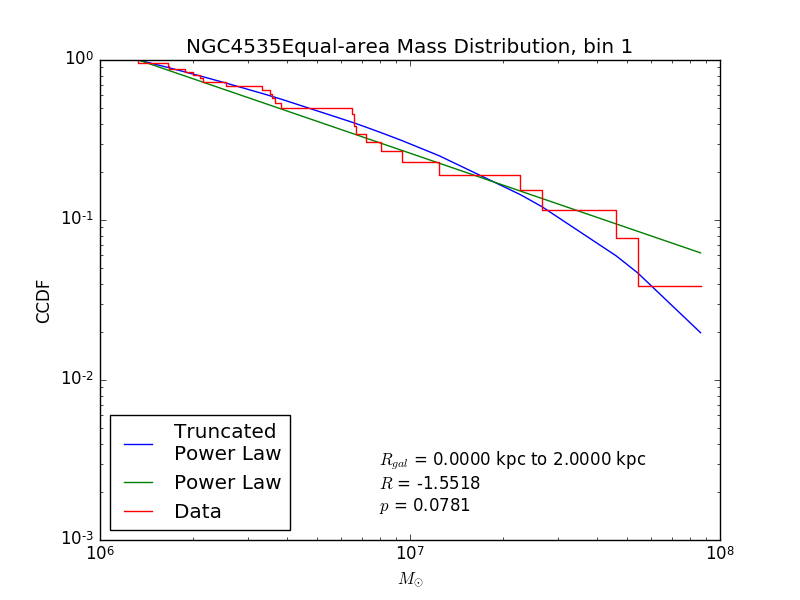 NGC4535Equal-area Mass Distribution, bin 1
10⁰
10⁻¹
10⁻²
10⁻³
CCDF
Truncated
Power Law
Power Law
Data
R_gal = 0.0000 kpc to 2.0000 kpc
R = -1.5518
p = 0.0781
10⁶
10⁷
10⁸
M_⊙